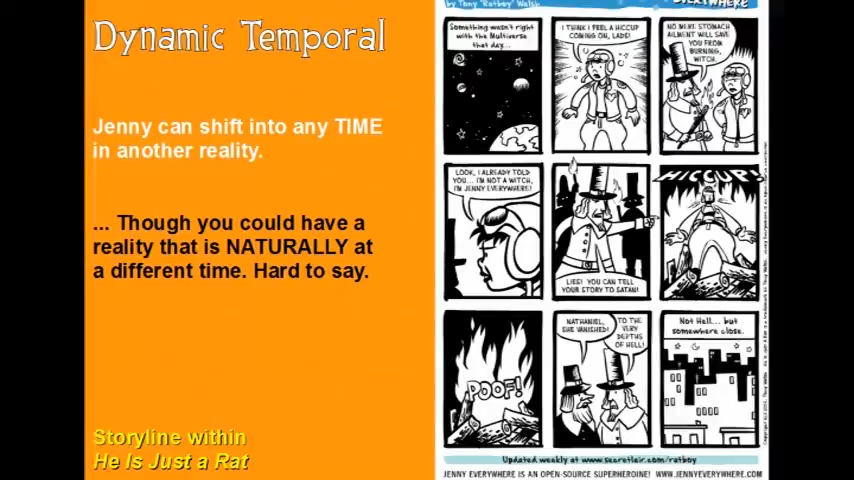 Dynamic Temporal
Jenny can shift into any TIME
in another reality.
... Though you could have a
reality that is NATURALLY at
a different time. Hard to say.
Storyline within
He Is Just a Rat
by Tony "Ratboy" Walsh
EVERYWHERE
Something wasn't right
with the Multiverse
that day...
I THINK I FEEL A HICCUP
COMING ON, LADS!
NO MERE STOMACH
AILMENT WILL SAVE
YOU FROM
BURNING,
WITCH.
LOOK, I ALREADY TOLD
YOU... I'M NOT A WITCH,
I'M JENNY EVERYWHERE!
LIES! YOU CAN TELL
YOUR STORY TO SATAN!
HICCUP!
POOF!
NATHANIEL,
SHE VANISHED!
TO THE
VERY
DEPTHS
OF HELL!
Not Hell... but
somewhere close.
Updated weekly at www.secretlair.com/ratboy
JENNY EVERYWHERE IS AN OPEN-SOURCE SUPERHEROINE! WWW.JENNYEVERYWHERE.COM